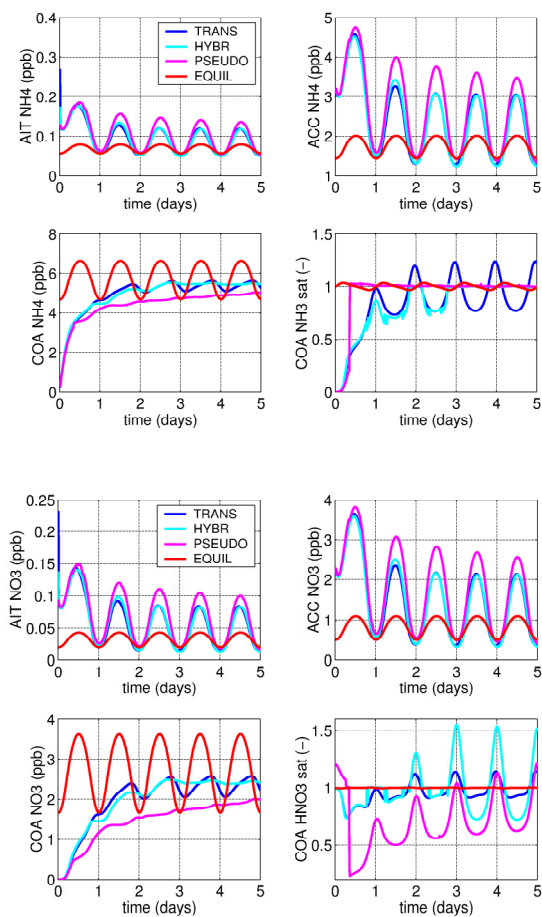 0.4
0.3
0.2
0.1
0
AIT NH4 (ppb)
TRANS
HYBR
PSEUDO
EQUIL
0 1 2 3 4 5
time (days)
5
4
3
2
1
ACC NH4 (ppb)
0 1 2 3 4 5
time (days)
8
6
4
2
0
COA NH4 (ppb)
0 1 2 3 4 5
time (days)
1.5
1
0.5
0
COA NH3 sat (−)
0 1 2 3 4 5
time (days)
0.25
0.2
0.15
0.1
0.05
0
AIT NO3 (ppb)
TRANS
HYBR
PSEUDO
EQUIL
0 1 2 3 4 5
time (days)
5
4
3
2
1
0
ACC NO3 (ppb)
0 1 2 3 4 5
time (days)
4
3
2
1
0
COA NO3 (ppb)
0 1 2 3 4 5
time (days)
1.5
1
0.5
COA HNO3 sat (−)
0 1 2 3 4 5
time (days)